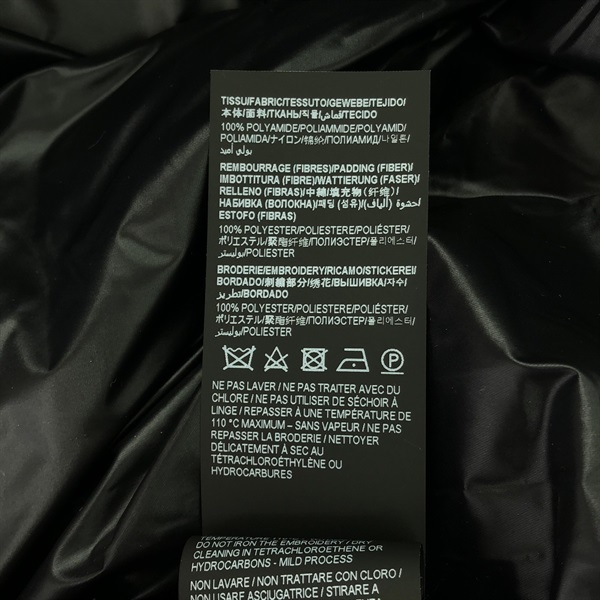 TISSU/FABRIC/TESSUTO/GEWEBE/TEJIDO/
本体/面料/ТКАНЬ/직물/قماش/TECIDO
100% POLYAMIDE/POLIAMMIDE/POLYAMID/
POLIAMIDA/ナイロン/锦纶/ПОЛИАМИД/나일론/
بولي أميد
REMBOURRAGE (FIBRES)/PADDING (FIBER)/
IMBOTTITURA (FIBRE)/WATTIERUNG (FASER)/
RELLENO (FIBRAS)/中綿/填充物 (纤维)/
НАБИВКА (ВОЛОКНА)/패딩 (섬유)/حشوة (ألياف)/
ESTOFO (FIBRAS)
100% POLYESTER/POLIESTERE/POLIÉSTER/
ポリエステル/聚酯纤维/ПОЛИЭСТЕР/폴리에스터/
بوليستر/POLIESTER
BRODERIE/EMBROIDERY/RICAMO/STICKEREI/
BORDADO/刺繍部分/绣花/ВЫШИВКА/자수/
تطريز/BORDADO
100% POLYESTER/POLIESTERE/POLIÉSTER/
ポリエステル/聚酯纤维/ПОЛИЭСТЕР/폴리에스터/
بوليستر/POLIESTER
P
NE PAS LAVER / NE PAS TRAITER AVEC DU
CHLORE / NE PAS UTILISER DE SÉCHOIR À
LINGE / REPASSER À UNE TEMPÉRATURE DE
110 °C MAXIMUM – SANS VAPEUR / NE PAS
REPASSER LA BRODERIE / NETTOYER
DÉLICATEMENT À SEC AU
TÉTRACHLOROÉTHYLÈNE OU
HYDROCARBURES
TEMPERATURE
DO NOT IRON THE EMBROIDERY / DRY
CLEANING IN TETRACHLOROETHENE OR
HYDROCARBONS - MILD PROCESS
NON LAVARE / NON TRATTARE CON CLORO /
NON USARE ASCIUGATRICE / STIRARE A